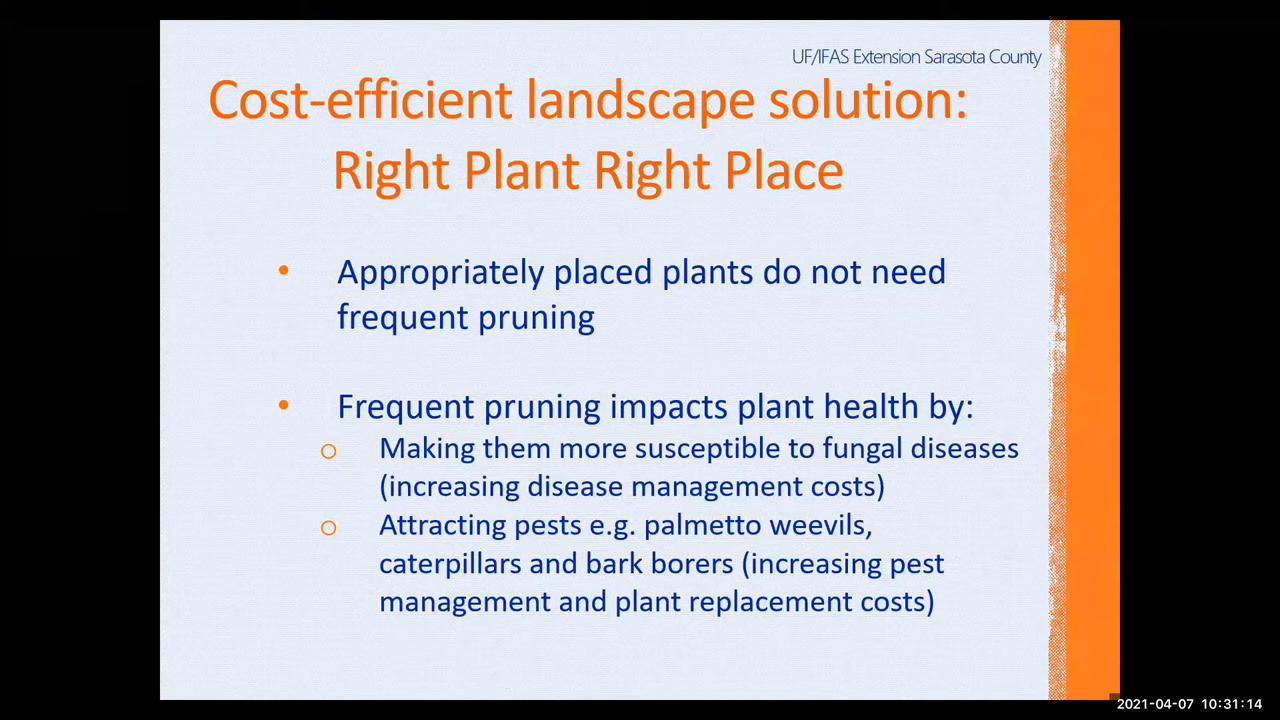 UF/IFAS Extension Sarasota County
Cost-efficient landscape solution:
Right Plant Right Place
• Appropriately placed plants do not need
frequent pruning
• Frequent pruning impacts plant health by:
o Making them more susceptible to fungal diseases
(increasing disease management costs)
o Attracting pests e.g. palmetto weevils,
caterpillars and bark borers (increasing pest
management and plant replacement costs)
2021-04-07 10:31:14